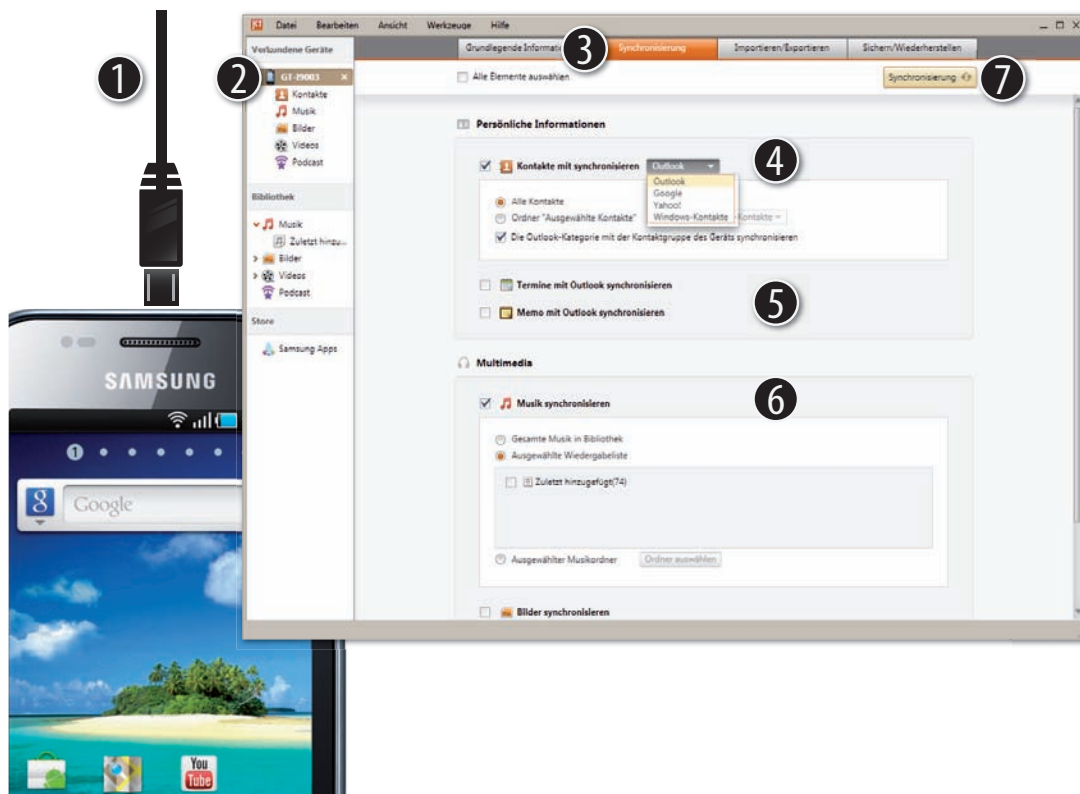 Datei Bearbeiten Ansicht Werkzeuge Hilfe
Verbundene Geräte
Grundlegende Informati
3
Synchronisierung
Importieren/Exportieren
Sichern/Wiederherstellen
1
2
GT-I9003
Alle Elemente auswählen
Synchronisierung
7
Kontakte
Musik
Bilder
Videos
Podcast
Bibliothek
Musik
Zuletzt hinzu...
Bilder
Videos
Podcast
Store
Samsung Apps
Persönliche Informationen
Kontakte mit synchronisieren Outlook
4
Outlook
Google
Yahoo!
Windows-Kontakte
Alle Kontakte
Ordner "Ausgewählte Kontakte" Kontakte
Die Outlook-Kategorie mit der Kontaktgruppe des Geräts synchronisieren
Termine mit Outlook synchronisieren
5
Memo mit Outlook synchronisieren
Multimedia
Musik synchronisieren
6
Gesamte Musik in Bibliothek
Ausgewählte Wiedergabeliste
Zuletzt hinzugefügt(74)
Ausgewählter Musikordner Ordner auswählen
Bilder synchronisieren
SAMSUNG
1
8 Google
You
Tube